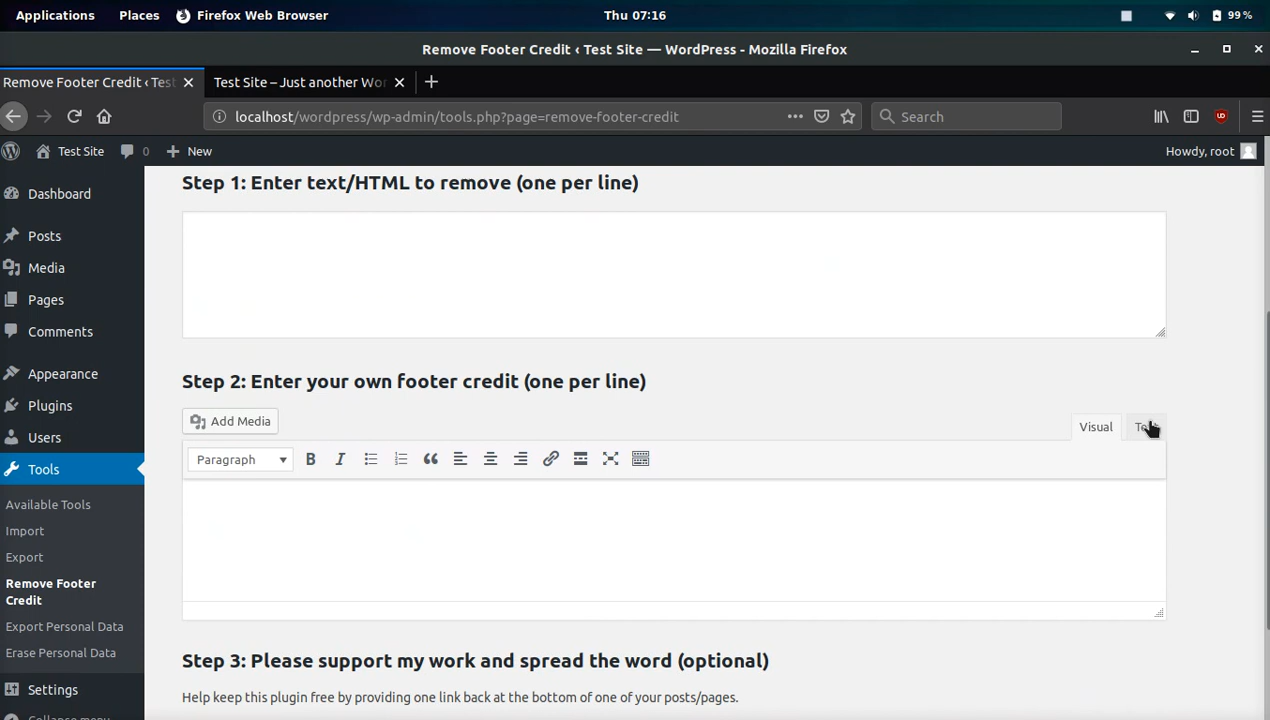 Applications Places Firefox Web Browser Thu 07:16 99 %
Remove Footer Credit ‹ Test Site — WordPress - Mozilla Firefox
Remove Footer Credit ‹ Test Test Site – Just another Wor
localhost/wordpress/wp-admin/tools.php?page=remove-footer-credit Search
Test Site 0 New Howdy, root
Dashboard
Posts
Media
Pages
Comments
Appearance
Plugins
Users
Tools
Available Tools
Import
Export
Remove Footer
Credit
Export Personal Data
Erase Personal Data
Settings
Collapse menu
Step 1: Enter text/HTML to remove (one per line)
Step 2: Enter your own footer credit (one per line)
Add Media
Visual
Paragraph
Step 3: Please support my work and spread the word (optional)
Help keep this plugin free by providing one link back at the bottom of one of your posts/pages.